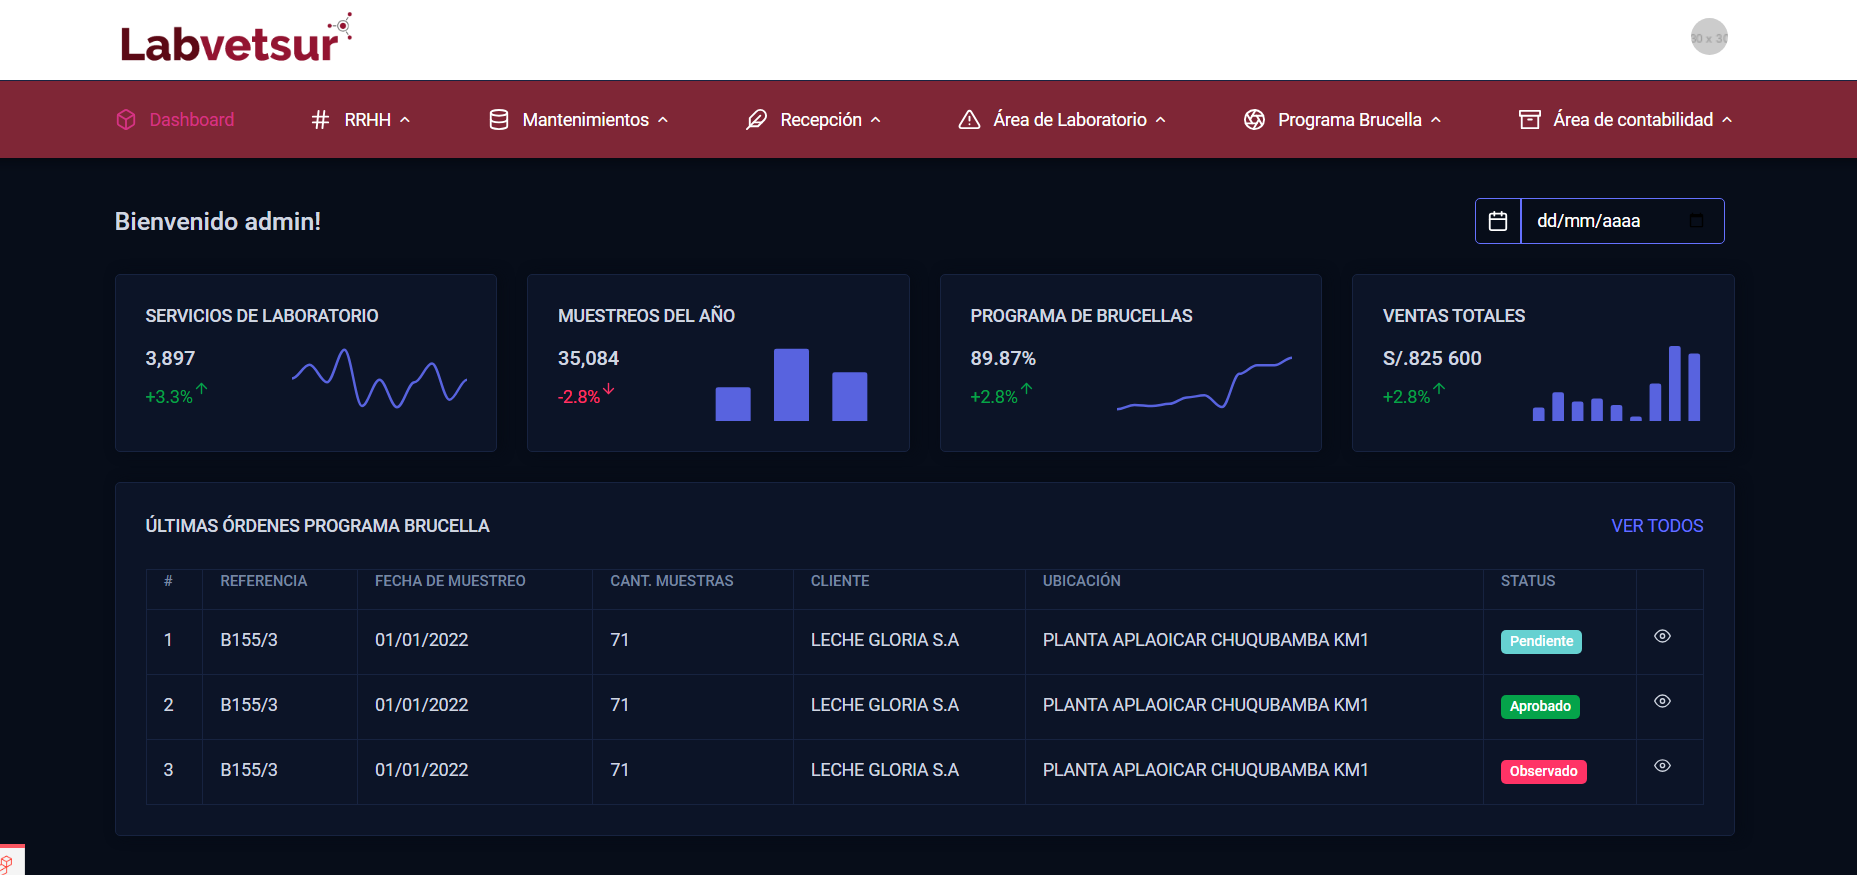 Labvetsur
30 x 30
Dashboard
RRHH
Mantenimientos
Recepción
Área de Laboratorio
Programa Brucella
Área de contabilidad
Bienvenido admin!
dd/mm/aaaa
SERVICIOS DE LABORATORIO
3,897
+3.3%
MUESTREOS DEL AÑO
35,084
-2.8%
PROGRAMA DE BRUCELLAS
89.87%
+2.8%
VENTAS TOTALES
S/.825 600
+2.8%
ÚLTIMAS ÓRDENES PROGRAMA BRUCELLA
VER TODOS
# REFERENCIA FECHA DE MUESTREO CANT. MUESTRAS CLIENTE UBICACIÓN STATUS
1 B155/3 01/01/2022 71 LECHE GLORIA S.A PLANTA APLAOICAR CHUQUBAMBA KM1 Pendiente
2 B155/3 01/01/2022 71 LECHE GLORIA S.A PLANTA APLAOICAR CHUQUBAMBA KM1 Aprobado
3 B155/3 01/01/2022 71 LECHE GLORIA S.A PLANTA APLAOICAR CHUQUBAMBA KM1 Observado